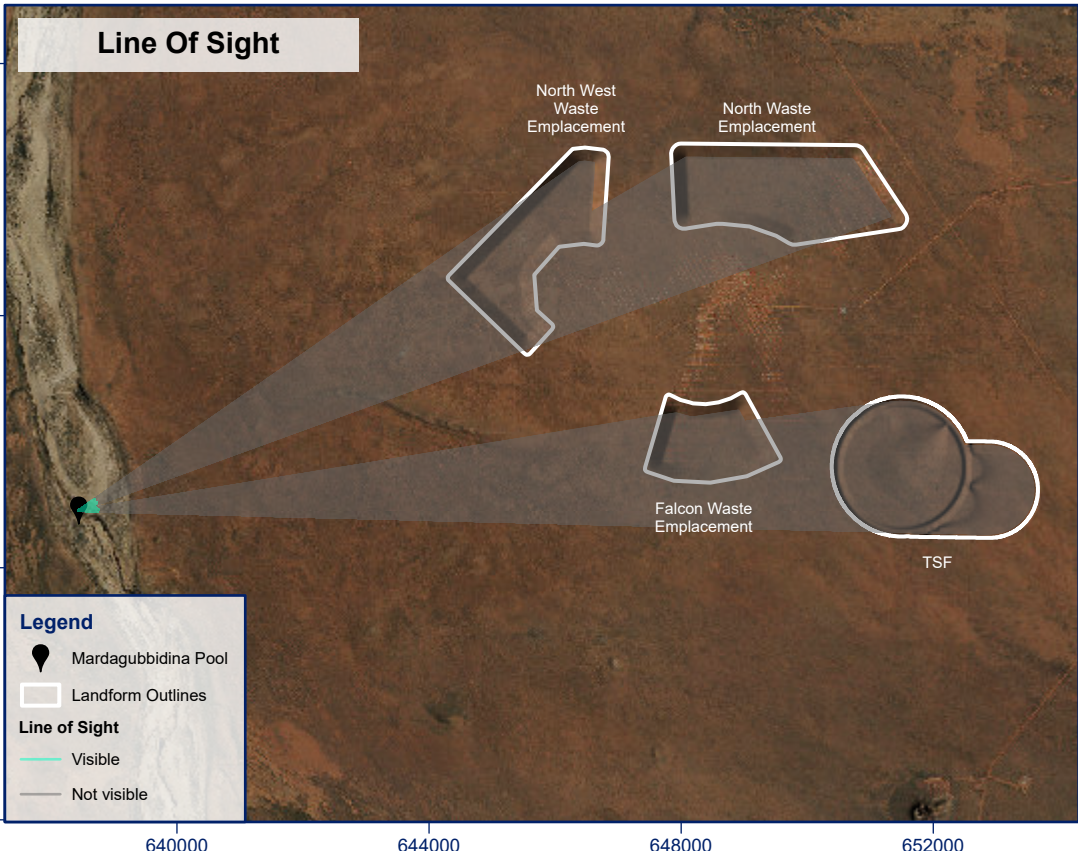 Line Of Sight
North West
Waste
Emplacement
North Waste
Emplacement
Falcon Waste
Emplacement
TSF
Legend
Mardagubbidina Pool
Landform Outlines
Line of Sight
Visible
Not visible
640000
644000
648000
652000